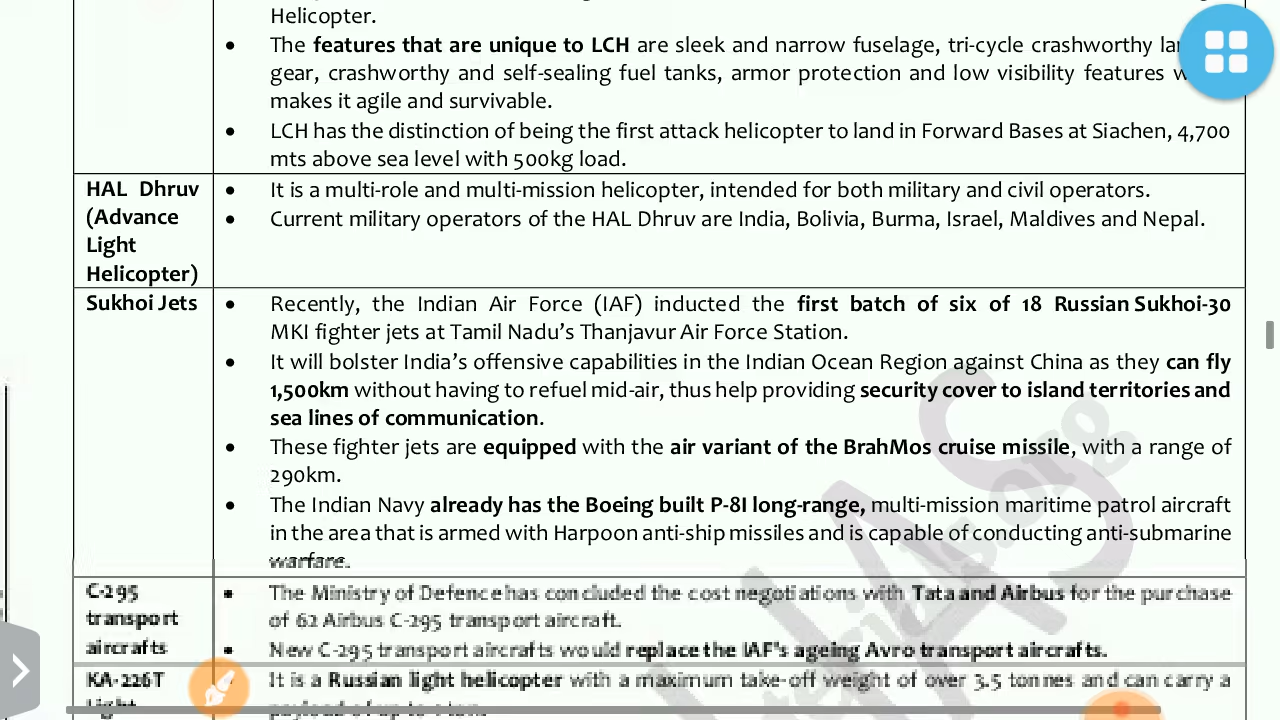 Helicopter.
• The features that are unique to LCH are sleek and narrow fuselage, tri-cycle crashworthy
gear, crashworthy and self-sealing fuel tanks, armor protection and low visibility features
makes it agile and survivable.
• LCH has the distinction of being the first attack helicopter to land in Forward Bases at Siachen, 4,700
mts above sea level with 500kg load.
HAL Dhruv
(Advance
Light
Helicopter)
• It is a multi-role and multi-mission helicopter, intended for both military and civil operators.
• Current military operators of the HAL Dhruv are India, Bolivia, Burma, Israel, Maldives and Nepal.
Sukhoi Jets
• Recently, the Indian Air Force (IAF) inducted the first batch of six of 18 Russian Sukhoi-30
MKI fighter jets at Tamil Nadu's Thanjavur Air Force Station.
• It will bolster India's offensive capabilities in the Indian Ocean Region against China as they can fly
1,500km without having to refuel mid-air, thus help providing security cover to island territories and
sea lines of communication.
• These fighter jets are equipped with the air variant of the BrahMos cruise missile, with a range of
290km.
• The Indian Navy already has the Boeing built P-8I long-range, multi-mission maritime patrol aircraft
in the area that is armed with Harpoon anti-ship missiles and is capable of conducting anti-submarine
warfare.
C-295
transport
aircrafts
• The Ministry of Defence has concluded the cost negotiations with Tata and Airbus for the purchase
of 62 Airbus C-295 transport aircraft.
• New C-295 transport aircrafts would replace the IAF's ageing Avro transport aircrafts.
KA-226T
Light
It is a Russian light helicopter with a maximum take-off weight of over 3.5 tonnes and can carry a